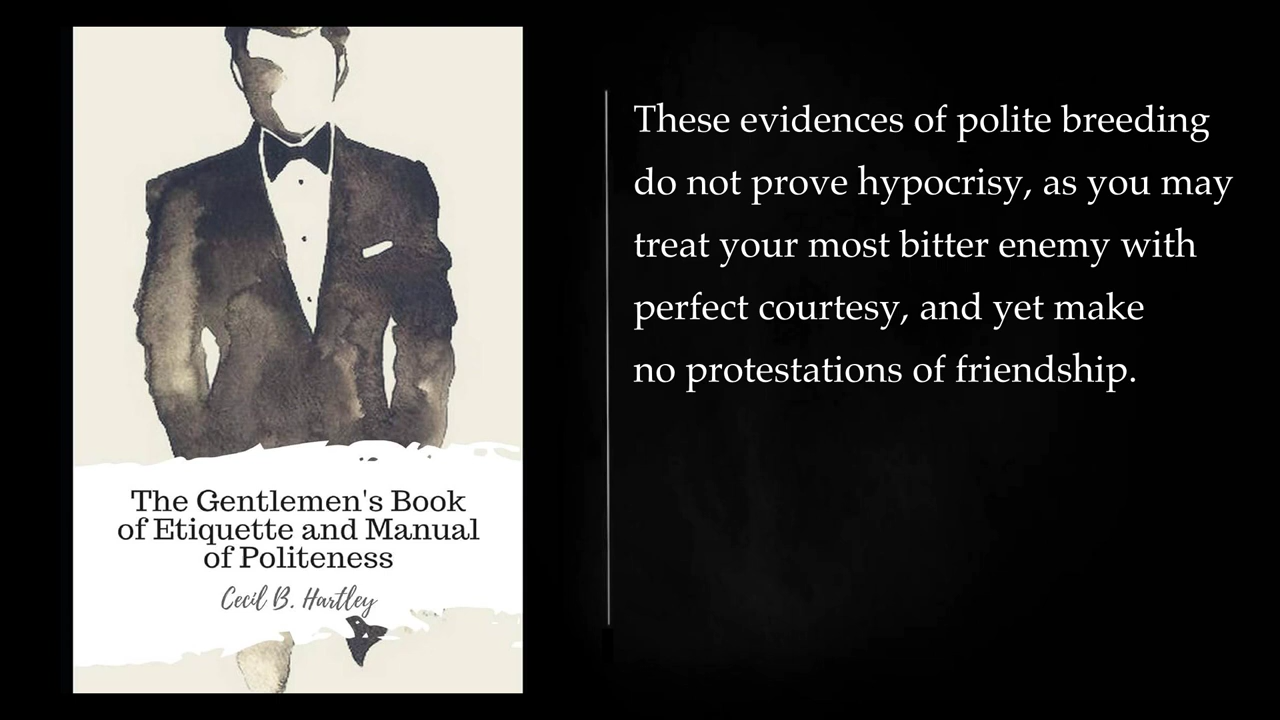 The Gentlemen's Book
of Etiquette and Manual
of Politeness
Cecil B. Hartley
These evidences of polite breeding
do not prove hypocrisy, as you may
treat your most bitter enemy with
perfect courtesy, and yet make
no protestations of friendship.